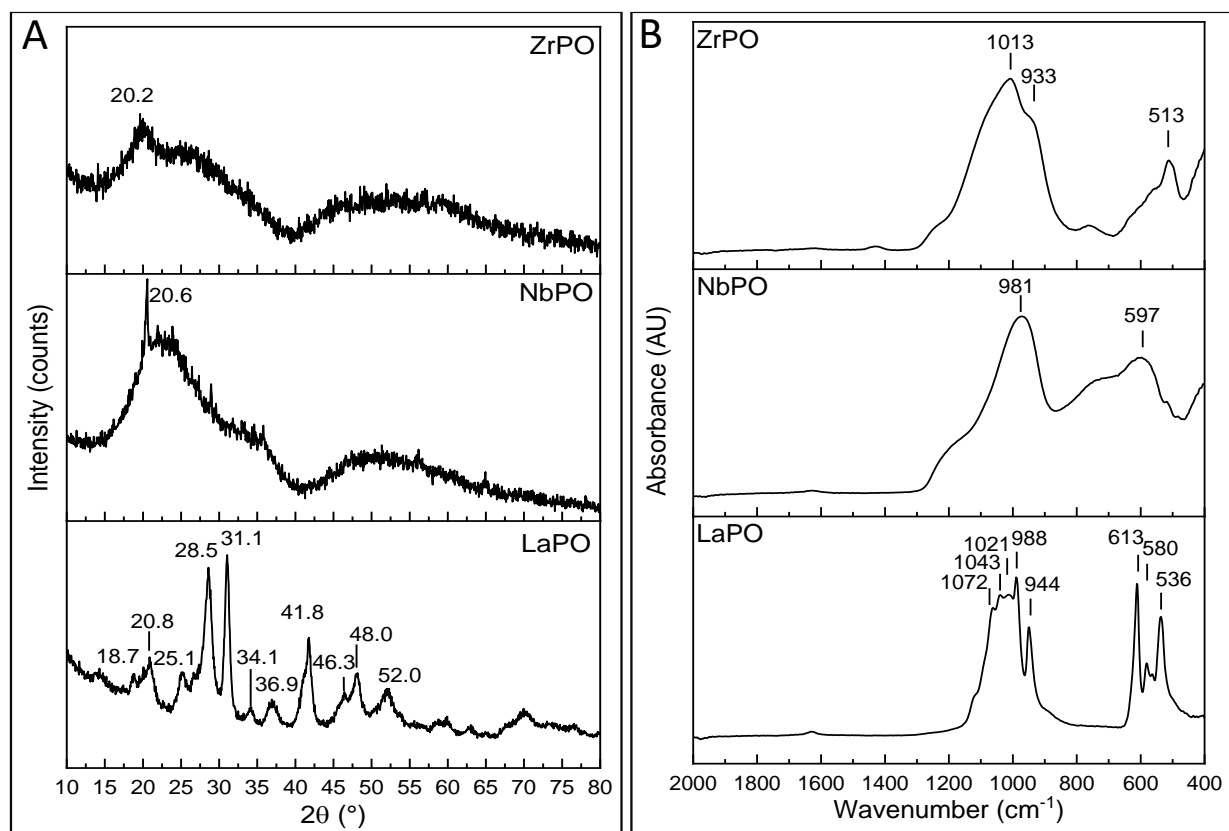 A
ZrPO
20.2
NbPO
20.6
LaPO
18.7
20.8
25.1
28.5
31.1
34.1
36.9
41.8
46.3
48.0
52.0
Intensity (counts)
10 15 20 25 30 35 40 45 50 55 60 65 70 75 80
2θ (°)
B
ZrPO
1013
933
513
NbPO
981
597
LaPO
1072
1043
1021
988
944
613
580
536
Absorbance (AU)
2000 1800 1600 1400 1200 1000 800 600 400
Wavenumber (cm⁻¹)